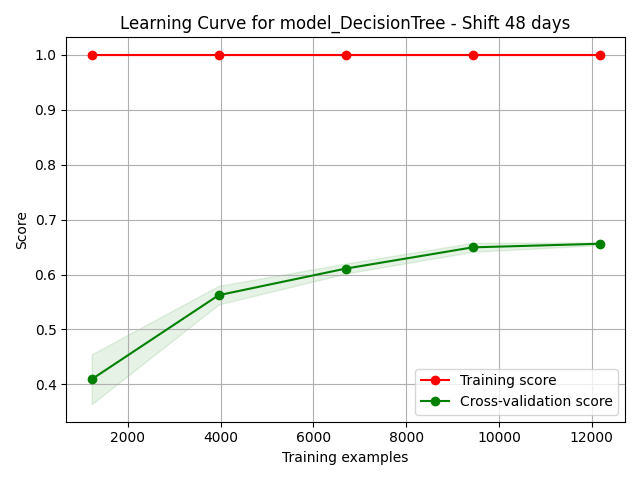 Learning Curve for model_DecisionTree - Shift 48 days
1.0
0.9
0.8
0.7
0.6
0.5
0.4
Score
2000 4000 6000 8000 10000 12000
Training examples
Training score
Cross-validation score